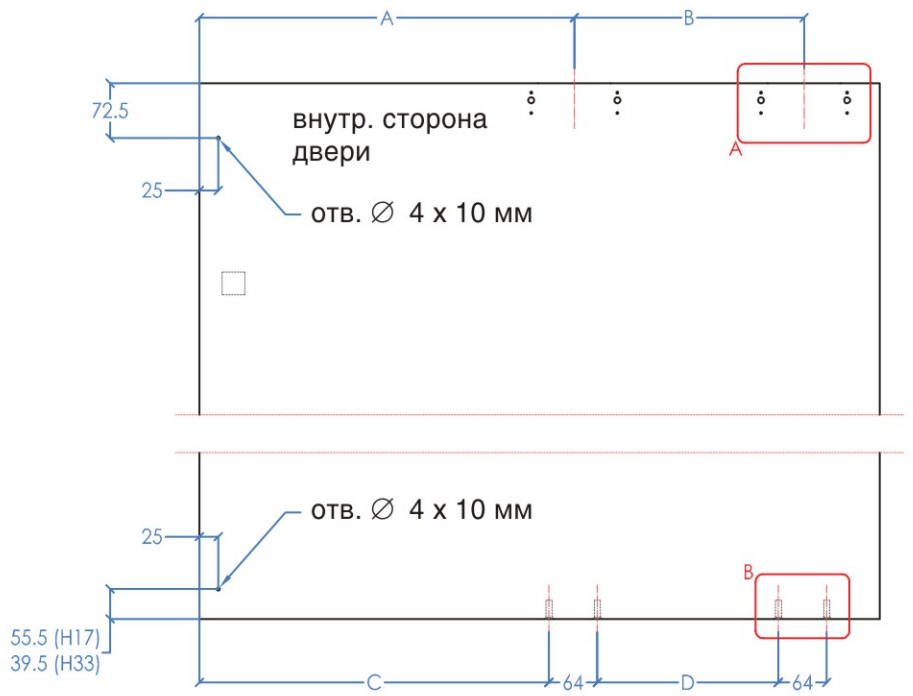 A
B
72.5
внутр. сторона
двери
A
25
отв. ∅ 4 x 10 мм
отв. ∅ 4 x 10 мм
25
B
55.5 (H17)
39.5 (H33)
C
64
D
64